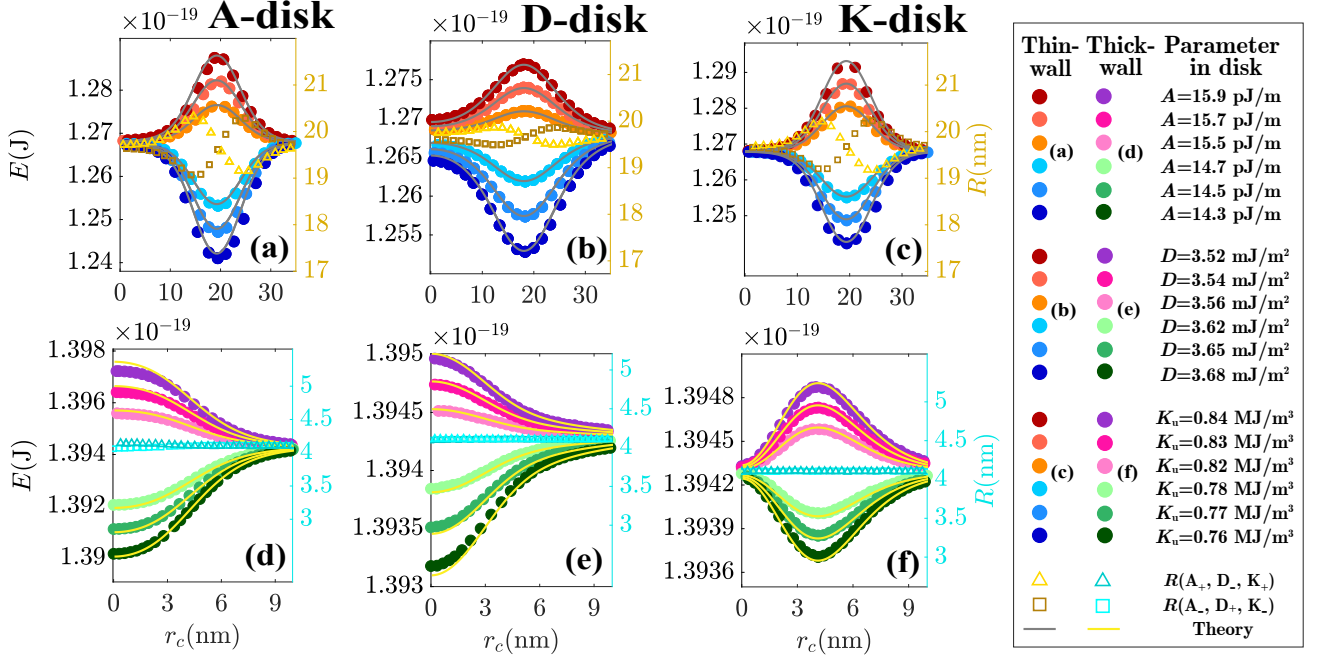 A-disk
D-disk
K-disk
×10⁻¹⁹
×10⁻¹⁹
×10⁻¹⁹
E(J)
1.28
1.27
1.26
1.25
1.24
0 10 20 30
21
20
19
18
17
(a)
1.275
1.27
1.265
1.26
1.255
0 10 20 30
21
20
19
18
17
R(nm)
(b)
1.29
1.28
1.27
1.26
1.25
0 10 20 30
21
20
19
18
17
R(nm)
(c)
×10⁻¹⁹
×10⁻¹⁹
×10⁻¹⁹
E(J)
1.398
1.396
1.394
1.392
1.39
0 3 6 9
r_c(nm)
5
4.5
4
3.5
3
(d)
1.395
1.3945
1.394
1.3935
1.393
0 3 6 9
r_c(nm)
5
4.5
4
3.5
3
(e)
1.3948
1.3945
1.3942
1.3939
1.3936
0 3 6 9
r_c(nm)
5
4.5
4
3.5
3
R(nm)
(f)
Thin-wall Thick-wall Parameter in disk
A=15.9 pJ/m
A=15.7 pJ/m
A=15.5 pJ/m
(a) (d)
A=14.7 pJ/m
A=14.5 pJ/m
A=14.3 pJ/m
D=3.52 mJ/m²
D=3.54 mJ/m²
D=3.56 mJ/m²
(b) (e)
D=3.62 mJ/m²
D=3.65 mJ/m²
D=3.68 mJ/m²
K_u=0.84 MJ/m³
K_u=0.83 MJ/m³
K_u=0.82 MJ/m³
(c) (f)
K_u=0.78 MJ/m³
K_u=0.77 MJ/m³
K_u=0.76 MJ/m³
R(A₊, D₋, K₊)
R(A₋, D₊, K₋)
Theory